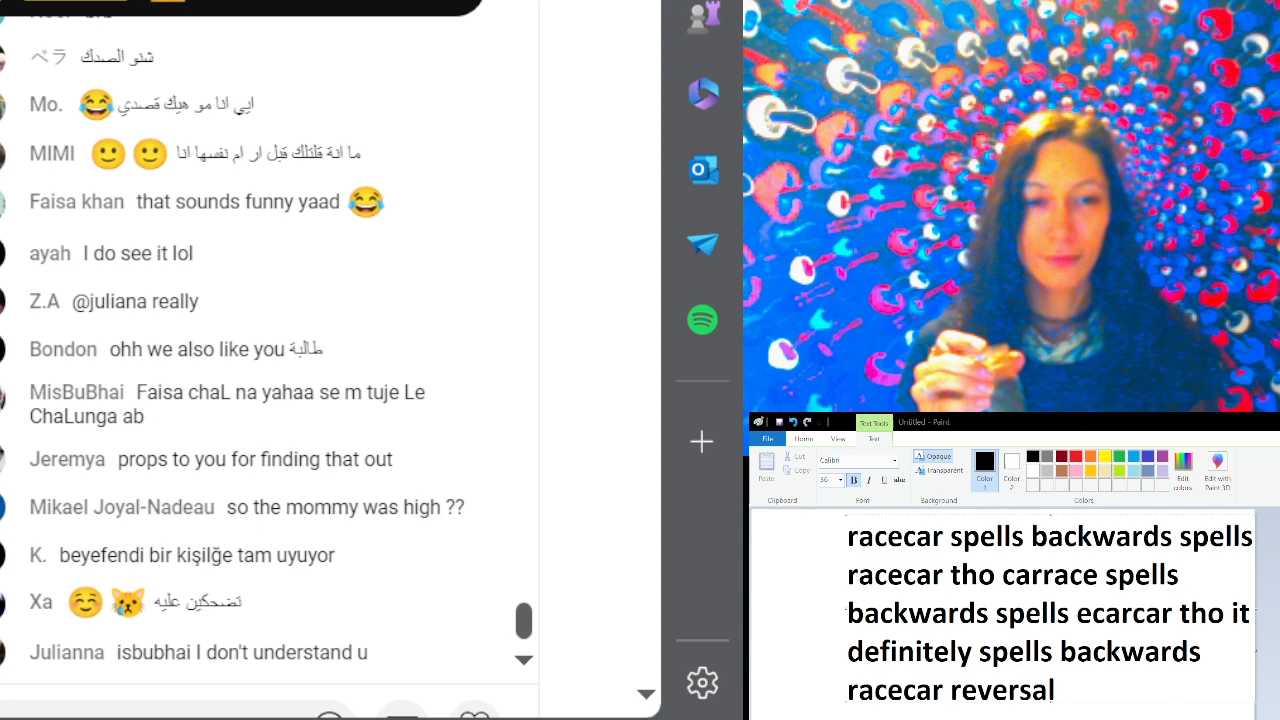 ペラ شنو الصدك
Mo. 😂 ايي انا مو هيك قصدي
MIMI 🙂 🙂 ما انة قلتلك قبل ار ام نفسها انا
Faisa khan that sounds funny yaad 😂
ayah I do see it lol
Z.A @juliana really
Bondon ohh we also like you طالبة
MisBuBhai Faisa chaL na yahaa se m tuje Le
ChaLunga ab
Jeremya pops to you for finding that out
Mikael Joyal-Nadeau so the mommy was high ??
K. beyefendi bir kişilğe tam uyuyor
Xa ☺️ 😿 تضحكين عليه
Julianna isbubhai I don't understand u
Text Tools
Untitled - Paint
File Home View Text
Paste
Cut
Copy
Clipboard
Calibri
36 B I U abc
Font
Opaque
Transparent
Background
Color
1
Color
2
Edit
colors
Edit with
Paint 3D
Colors
racecar spells backwards spells
racecar tho carrace spells
backwards spells ecarcar tho it
definitely spells backwards
racecar reversal